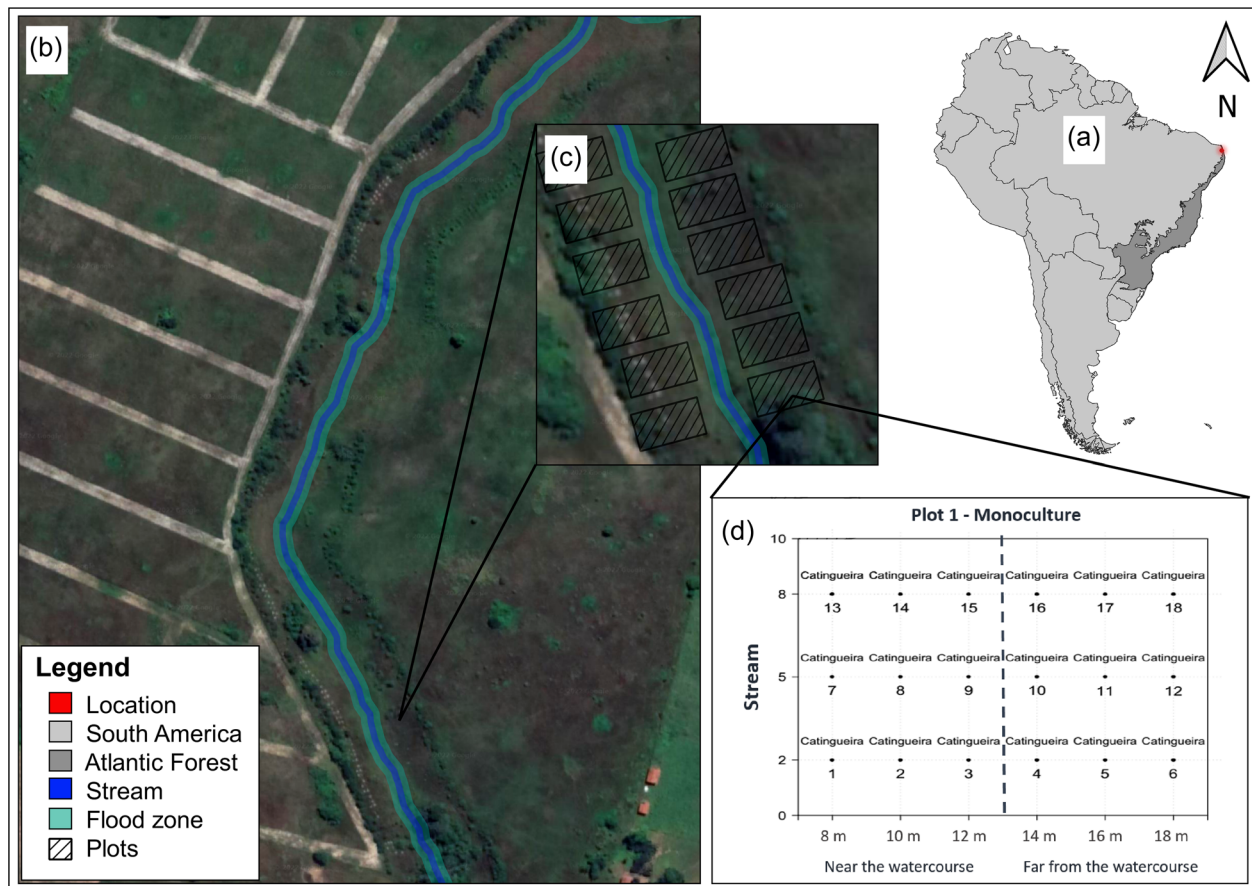 (b)
(c)
(a)
N
Legend
Location
South America
Atlantic Forest
Stream
Flood zone
Plots
(d)
Plot 1 - Monoculture
Stream
10
Catingueira Catingueira Catingueira Catingueira Catingueira Catingueira
8
13 14 15 16 17 18
Catingueira Catingueira Catingueira Catingueira Catingueira Catingueira
5
7 8 9 10 11 12
Catingueira Catingueira Catingueira Catingueira Catingueira Catingueira
2
1 2 3 4 5 6
0
8 m 10 m 12 m 14 m 16 m 18 m
Near the watercourse Far from the watercourse